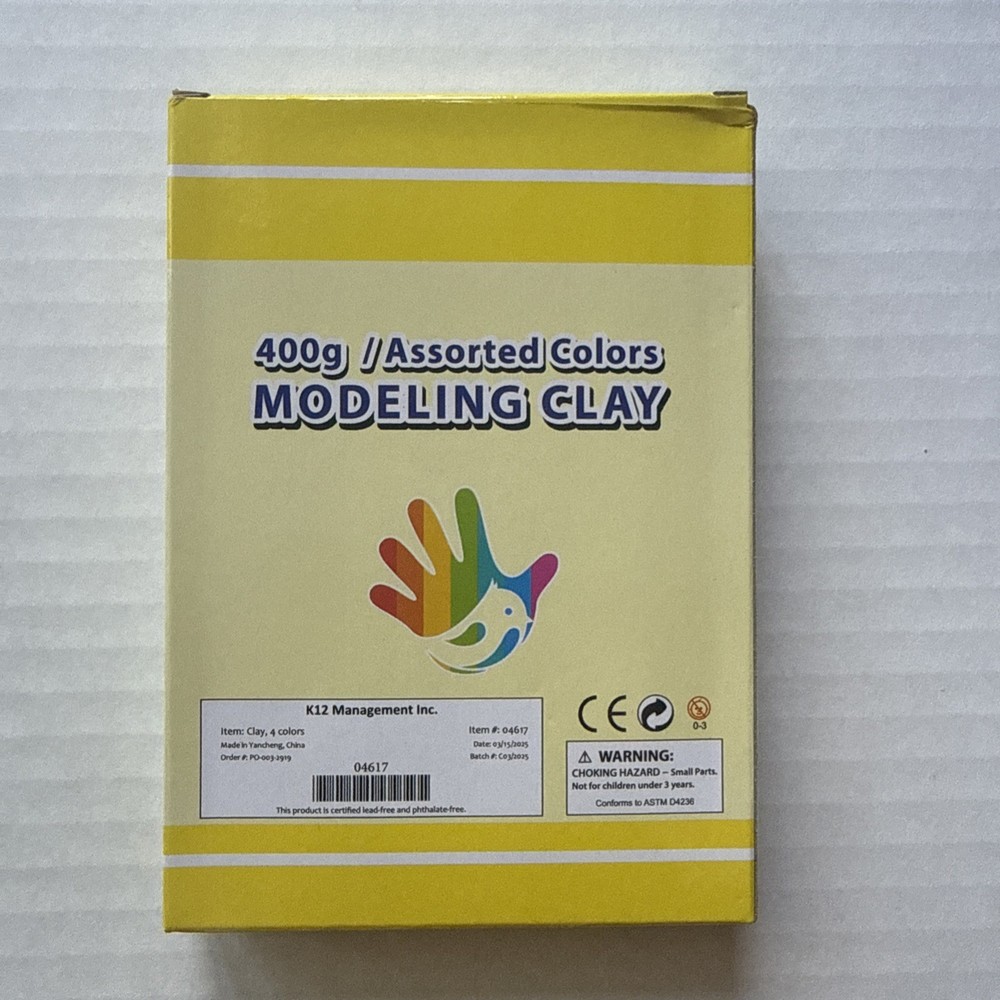 400g / Assorted Colors
MODELING CLAY
K12 Management Inc.
Item: Clay, 4 colors
Item #: 04617
Made in Yancheng, China
Date: 03/15/2025
Order #: PO-003-2919
Batch #: C03/2025
04617
This product is certified lead-free and phthalate-free.
CE
0-3
WARNING:
CHOKING HAZARD – Small Parts.
Not for children under 3 years.
Conforms to ASTM D4236